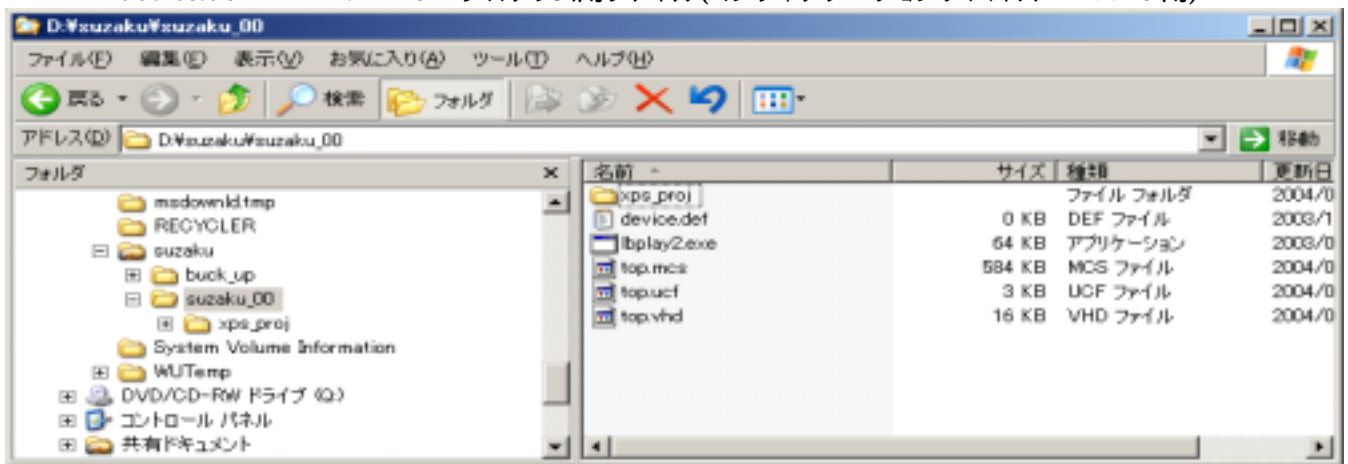 D:¥suzaku¥suzaku_00
ファイル(F) 編集(E) 表示(V) お気に入り(A) ツール(T) ヘルプ(H)
戻る 検索 フォルダ
アドレス(D) D:¥suzaku¥suzaku_00 移動
フォルダ
msdownld.tmp
RECYCLER
suzaku
buck_up
suzaku_00
xps_proj
System Volume Information
WUTemp
DVD/CD-RW ドライブ (Q:)
コントロール パネル
共有ドキュメント
名前 サイズ 種類 更新日
xps_proj ファイル フォルダ 2004/0
device.def 0 KB DEF ファイル 2003/1
lbplay2.exe 64 KB アプリケーション 2003/0
top.mcs 584 KB MCS ファイル 2004/0
top.ucf 3 KB UCF ファイル 2004/0
top.vhd 16 KB VHD ファイル 2004/0